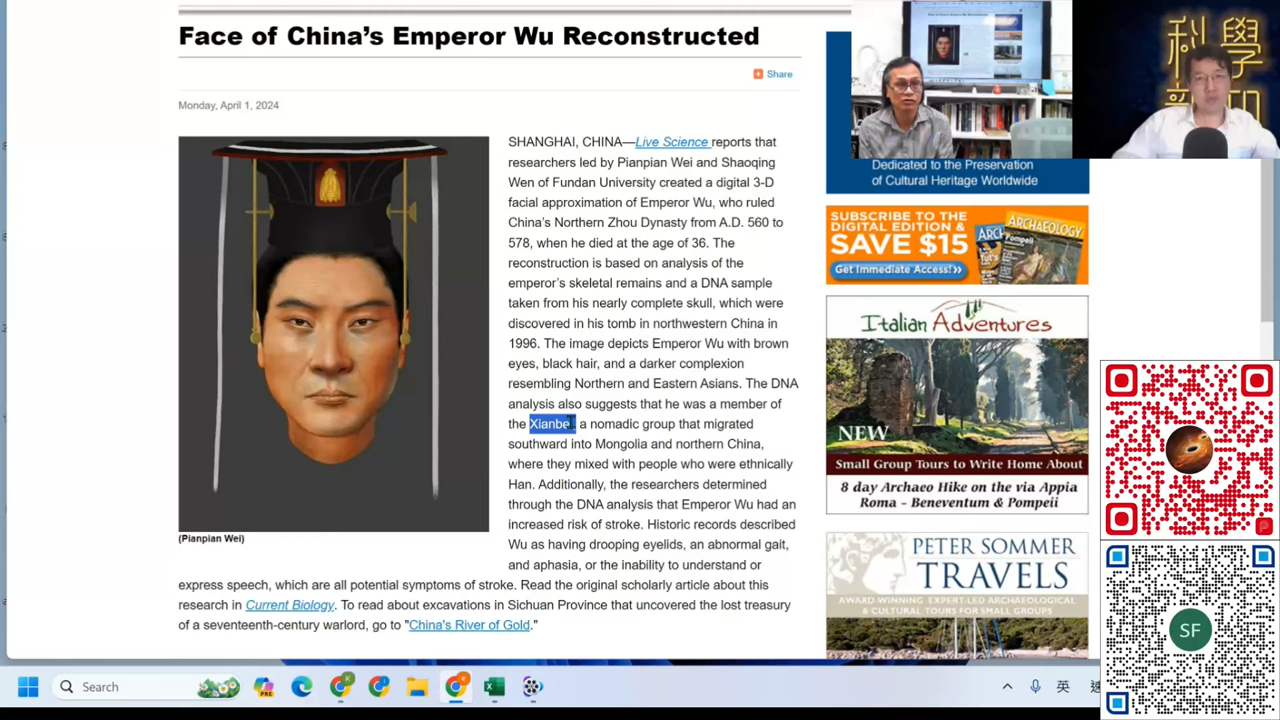 Face of China's Emperor Wu Reconstructed
Share
Monday, April 1, 2024
SHANGHAI, CHINA—Live Science reports that
researchers led by Pianpian Wei and Shaoqing
Wen of Fundan University created a digital 3-D
facial approximation of Emperor Wu, who ruled
China's Northern Zhou Dynasty from A.D. 560 to
578, when he died at the age of 36. The
reconstruction is based on analysis of the
emperor's skeletal remains and a DNA sample
taken from his nearly complete skull, which were
discovered in his tomb in northwestern China in
1996. The image depicts Emperor Wu with brown
eyes, black hair, and a darker complexion
resembling Northern and Eastern Asians. The DNA
analysis also suggests that he was a member of
the Xianbei, a nomadic group that migrated
southward into Mongolia and northern China,
where they mixed with people who were ethnically
Han. Additionally, the researchers determined
through the DNA analysis that Emperor Wu had an
increased risk of stroke. Historic records described
Wu as having drooping eyelids, an abnormal gait,
and aphasia, or the inability to understand or
express speech, which are all potential symptoms of stroke. Read the original scholarly article about this
research in Current Biology. To read about excavations in Sichuan Province that uncovered the lost treasury
of a seventeenth-century warlord, go to "China's River of Gold."
(Pianpian Wei)
科學
Dedicated to the Preservation
of Cultural Heritage Worldwide
SUBSCRIBE TO THE
DIGITAL EDITION &
SAVE $15
Get Immediate Access!»
ARCH
ARCHAEOLOGY
Pompeii
Italian Adventures
NEW
Small Group Tours to Write Home About
8 day Archaeo Hike on the via Appia
Roma - Beneventum & Pompeii
PETER SOMMER
TRAVELS
AWARD-WINNING EXPERT-LED ARCHAEOLOGICAL
& CULTURAL TOURS FOR SMALL GROUPS
SF
Search
PRE
英